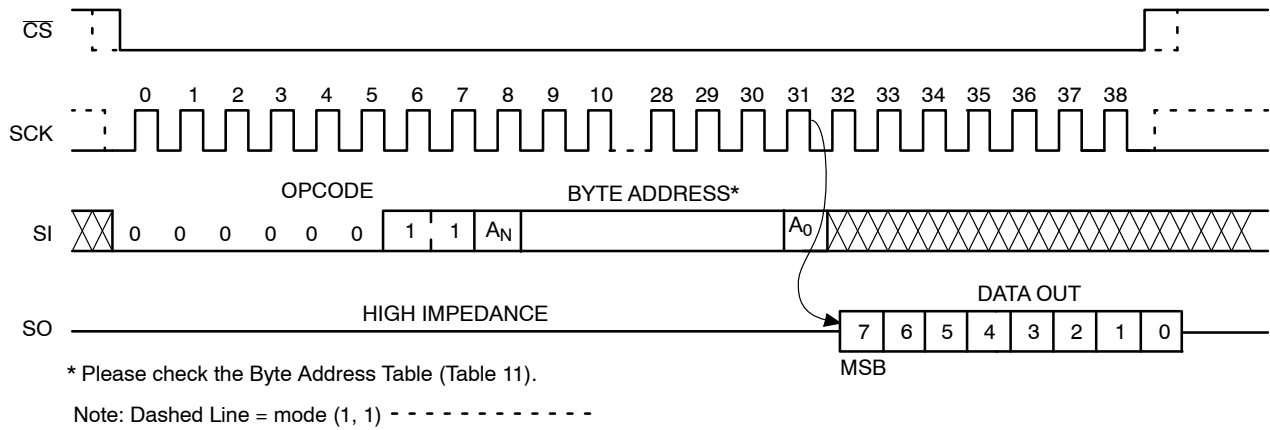 CS
0 1 2 3 4 5 6 7 8 9 10 28 29 30 31 32 33 34 35 36 37 38
SCK
OPCODE BYTE ADDRESS*
SI 0 0 0 0 0 0 1 1 AN A0
DATA OUT
HIGH IMPEDANCE
SO 7 6 5 4 3 2 1 0
MSB
* Please check the Byte Address Table (Table 11).
Note: Dashed Line = mode (1, 1) - - - - - - - - - - - - -